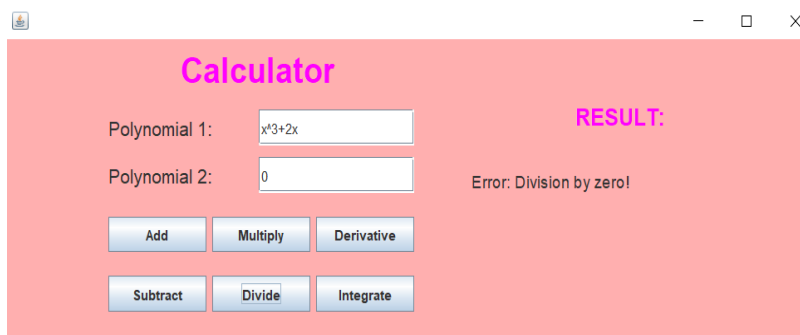 Calculator
Polynomial 1: x^3+2x
Polynomial 2: 0
RESULT:
Error: Division by zero!
Add Multiply Derivative
Subtract Divide Integrate